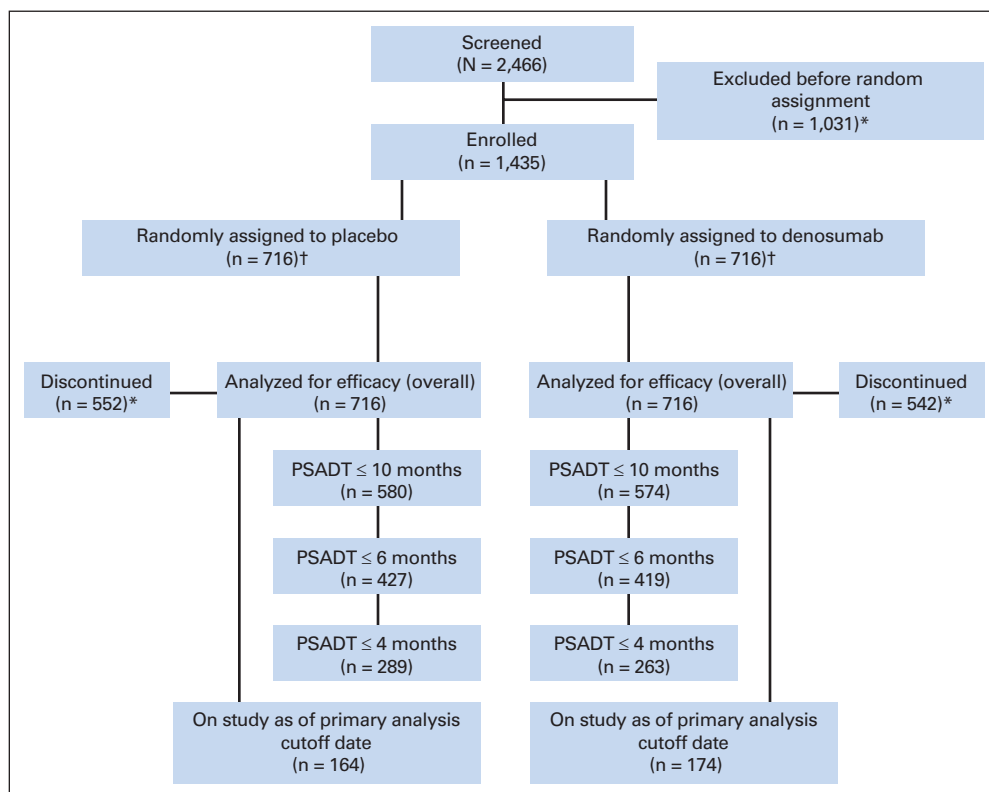 Screened
(N = 2,466)
Excluded before random
assignment
(n = 1,031)*
Enrolled
(n = 1,435)
Randomly assigned to placebo
(n = 716)†
Randomly assigned to denosumab
(n = 716)†
Discontinued
(n = 552)*
Analyzed for efficacy (overall)
(n = 716)
Analyzed for efficacy (overall)
(n = 716)
Discontinued
(n = 542)*
PSADT ≤ 10 months
(n = 580)
PSADT ≤ 10 months
(n = 574)
PSADT ≤ 6 months
(n = 427)
PSADT ≤ 6 months
(n = 419)
PSADT ≤ 4 months
(n = 289)
PSADT ≤ 4 months
(n = 263)
On study as of primary analysis
cutoff date
(n = 164)
On study as of primary analysis
cutoff date
(n = 174)